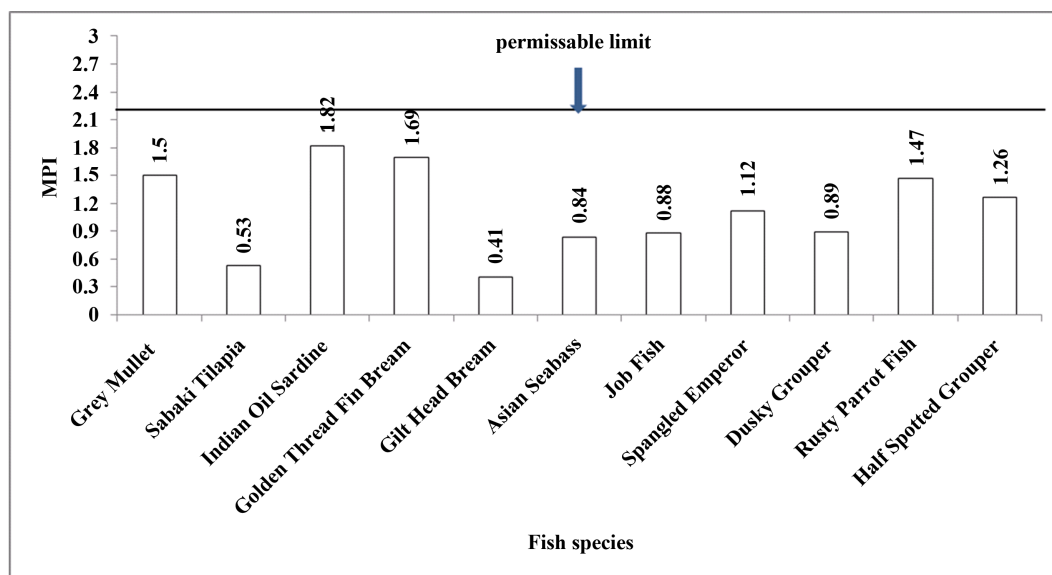 permissable limit
MPI
3
2.7
2.4
2.1
1.8
1.5
1.2
0.9
0.6
0.3
0
1.5
0.53
1.82
1.69
0.41
0.84
0.88
1.12
0.89
1.47
1.26
Grey Mullet
Sabaki Tilapia
Indian Oil Sardine
Golden Thread Fin Bream
Gilt Head Bream
Asian Seabass
Job Fish
Spangled Emperor
Dusky Grouper
Rusty Parrot Fish
Half Spotted Grouper
Fish species